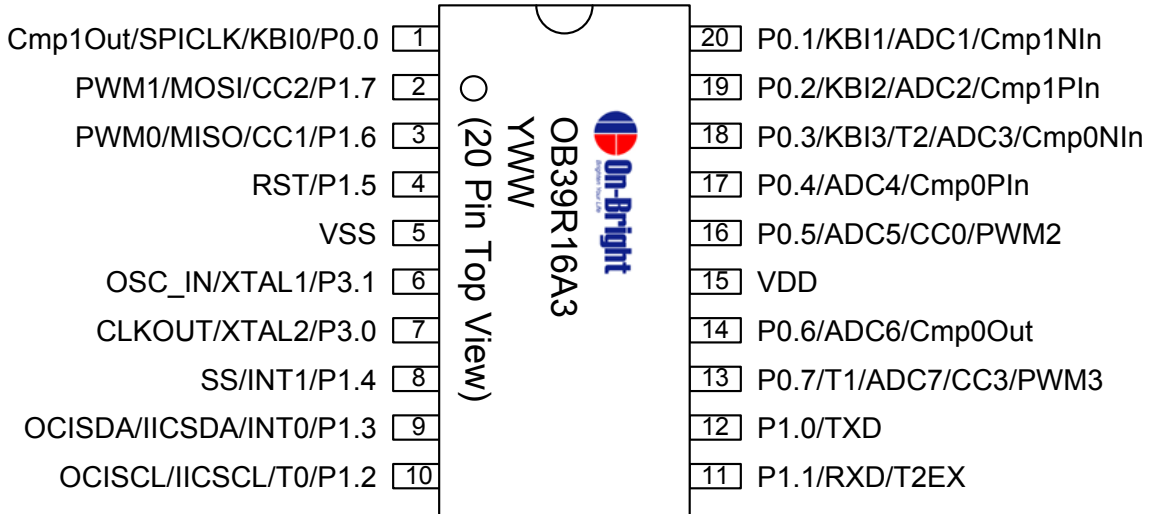 Cmp1Out/SPICLK/KBI0/P0.0 1
PWM1/MOSI/CC2/P1.7 2
PWM0/MISO/CC1/P1.6 3
RST/P1.5 4
VSS 5
OSC_IN/XTAL1/P3.1 6
CLKOUT/XTAL2/P3.0 7
SS/INT1/P1.4 8
OCISDA/IICSDA/INT0/P1.3 9
OCISCL/IICSCL/T0/P1.2 10
On-Bright
Brighten Your Life
OB39R16A3
YWW
(20 Pin Top View)
20 P0.1/KBI1/ADC1/Cmp1NIn
19 P0.2/KBI2/ADC2/Cmp1PIn
18 P0.3/KBI3/T2/ADC3/Cmp0NIn
17 P0.4/ADC4/Cmp0PIn
16 P0.5/ADC5/CC0/PWM2
15 VDD
14 P0.6/ADC6/Cmp0Out
13 P0.7/T1/ADC7/CC3/PWM3
12 P1.0/TXD
11 P1.1/RXD/T2EX